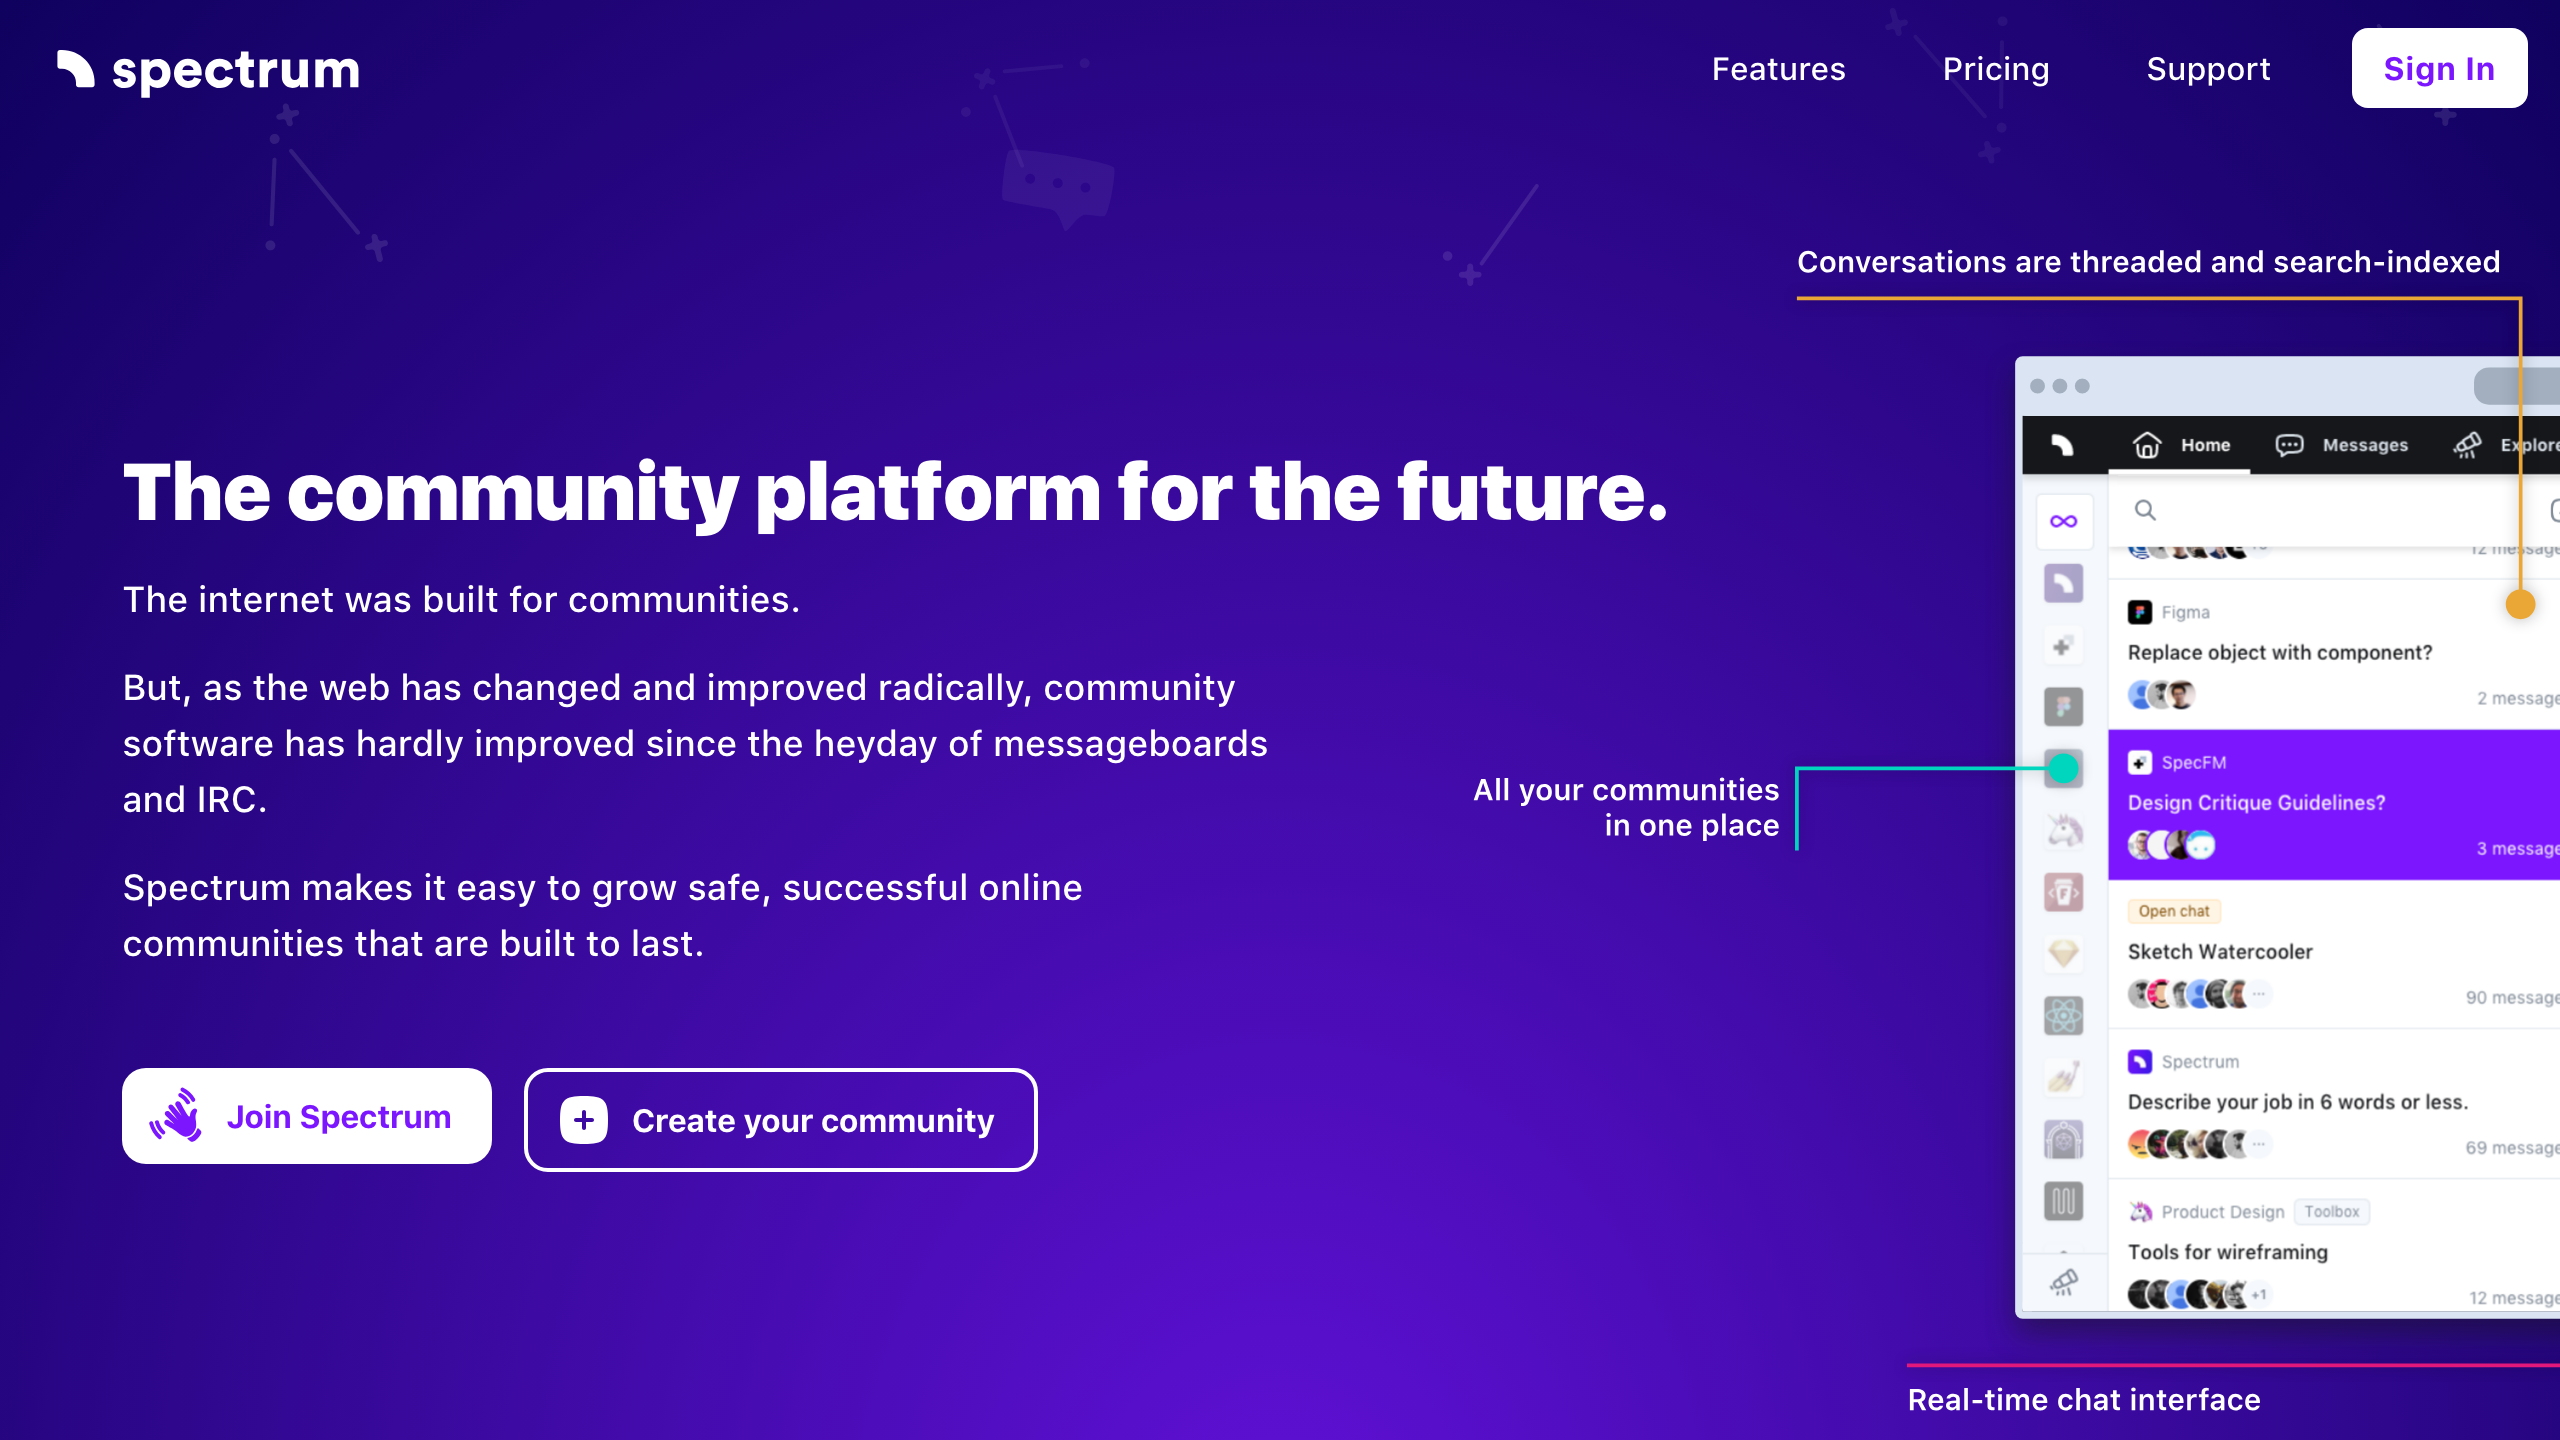 spectrum
Features
Pricing
Support
Sign In
Conversations are threaded and search-indexed
The community platform for the future.
The internet was built for communities.
But, as the web has changed and improved radically, community
software has hardly improved since the heyday of messageboards
and IRC.
Spectrum makes it easy to grow safe, successful online
communities that are built to last.
Join Spectrum
Create your community
All your communities
in one place
Home
Messages
Explore
12 message
Figma
Replace object with component?
2 message
SpecFM
Design Critique Guidelines?
3 message
Open chat
Sketch Watercooler
90 message
Spectrum
Describe your job in 6 words or less.
69 message
Product Design
Toolbox
Tools for wireframing
+1
12 message
Real-time chat interface